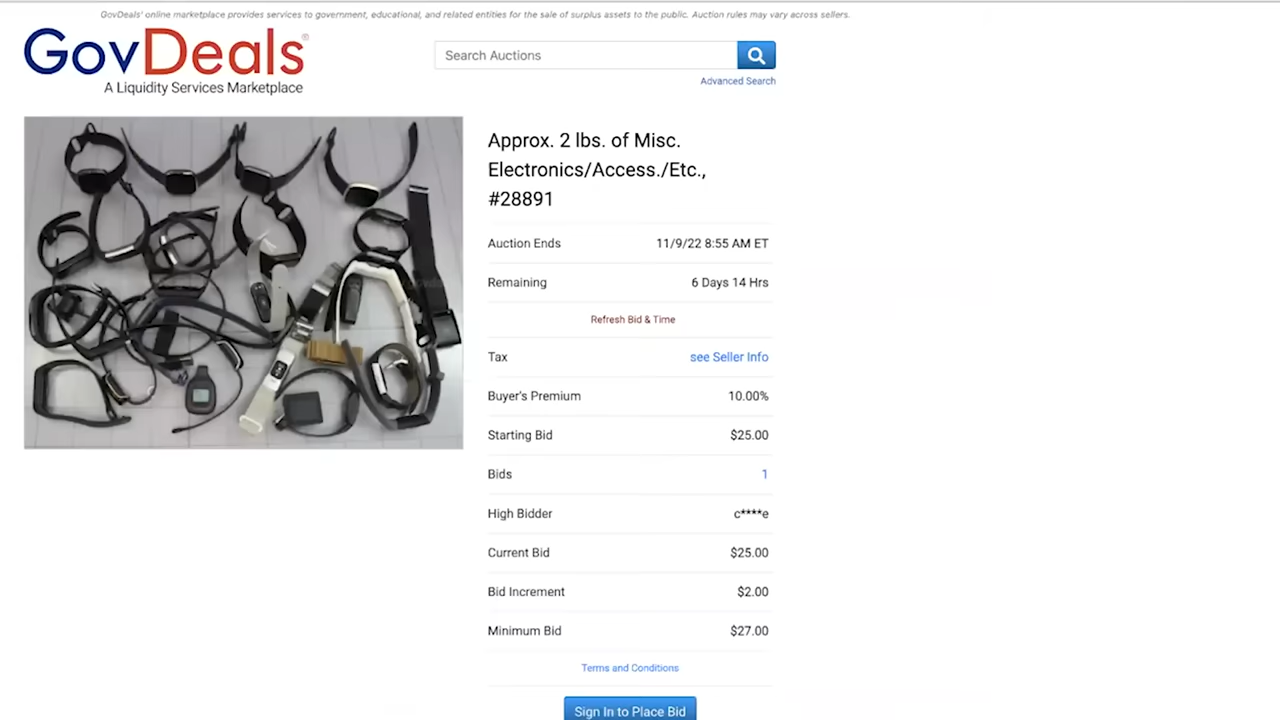 GovDeals' online marketplace provides services to government, educational, and related entities for the sale of surplus assets to the public. Auction rules may vary across sellers.
GovDeals®
A Liquidity Services Marketplace
Search Auctions
Advanced Search
Approx. 2 lbs. of Misc.
Electronics/Access./Etc.,
#28891
Auction Ends 11/9/22 8:55 AM ET
Remaining 6 Days 14 Hrs
Refresh Bid & Time
Tax see Seller Info
Buyer's Premium 10.00%
Starting Bid $25.00
Bids 1
High Bidder c****e
Current Bid $25.00
Bid Increment $2.00
Minimum Bid $27.00
Terms and Conditions
Sign In to Place Bid